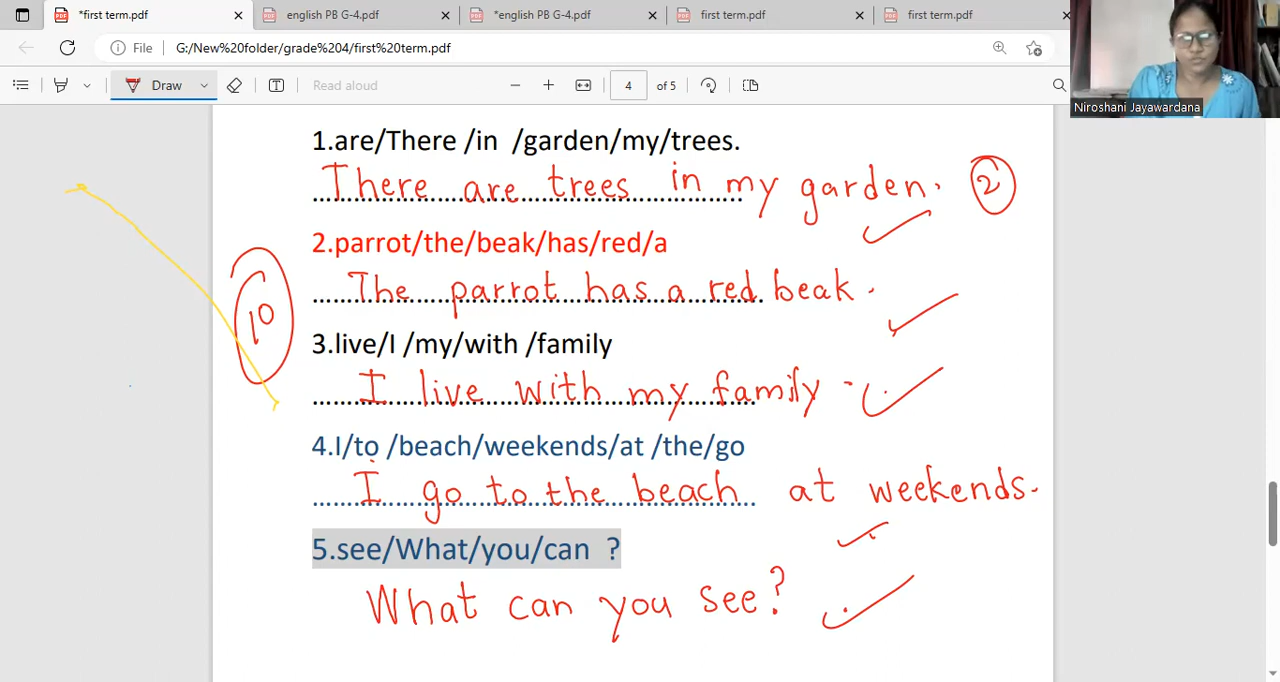 *first term.pdf
english PB G-4.pdf
*english PB G-4.pdf
first term.pdf
first term.pdf
File G:/New%20folder/grade%204/first%20term.pdf
Draw
Read aloud
4 of 5
Niroshani Jayawardana
1.are/There /in /garden/my/trees.
There are trees in my garden. 2
2.parrot/the/beak/has/red/a
The parrot has a red beak.
10
3.live/I /my/with /family
I live with my family.
4.I/to /beach/weekends/at /the/go
I go to the beach at weekends.
5.see/What/you/can ?
What can you see?